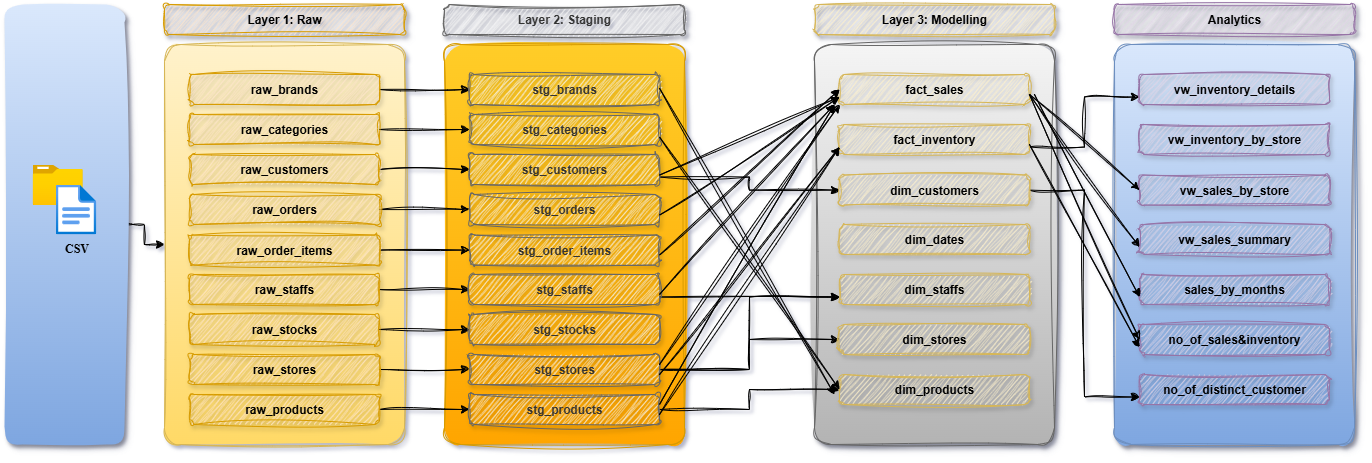 Layer 1: Raw
Layer 2: Staging
Layer 3: Modelling
Analytics
CSV
raw_brands
raw_categories
raw_customers
raw_orders
raw_order_items
raw_staffs
raw_stocks
raw_stores
raw_products
stg_brands
stg_categories
stg_customers
stg_orders
stg_order_items
stg_staffs
stg_stocks
stg_stores
stg_products
fact_sales
fact_inventory
dim_customers
dim_dates
dim_staffs
dim_stores
dim_products
vw_inventory_details
vw_inventory_by_store
vw_sales_by_store
vw_sales_summary
sales_by_months
no_of_sales&inventory
no_of_distinct_customer